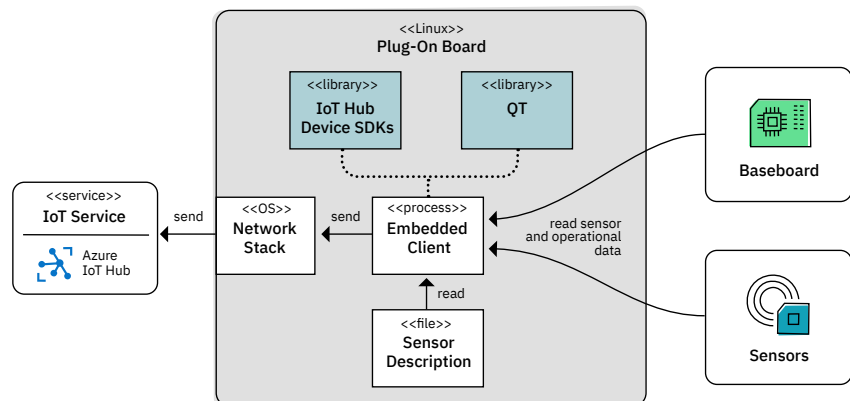 <<Linux>>
Plug-On Board
<<library>>
IoT Hub
Device SDKs
<<library>>
QT
Baseboard
<<service>>
IoT Service
Azure
IoT Hub
send
<<OS>>
Network
Stack
send
<<process>>
Embedded
Client
read sensor
and operational
data
read
<<file>>
Sensor
Description
Sensors